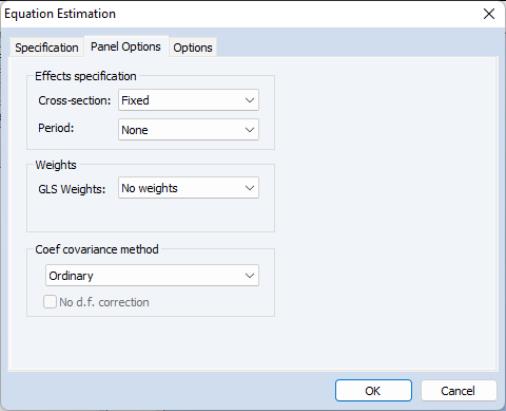 Equation Estimation
Specification Panel Options Options
Effects specification
Cross-section: Fixed
Period: None
Weights
GLS Weights: No weights
Coef covariance method
Ordinary
No d.f. correction
OK Cancel